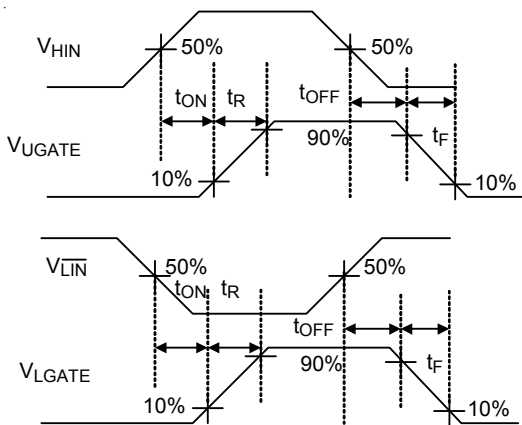 VHIN
50%
50%
tON
tR
tOFF
VUGATE
90%
tF
10%
10%
VLIN
50%
50%
tON
tR
tOFF
VLGATE
90%
tF
10%